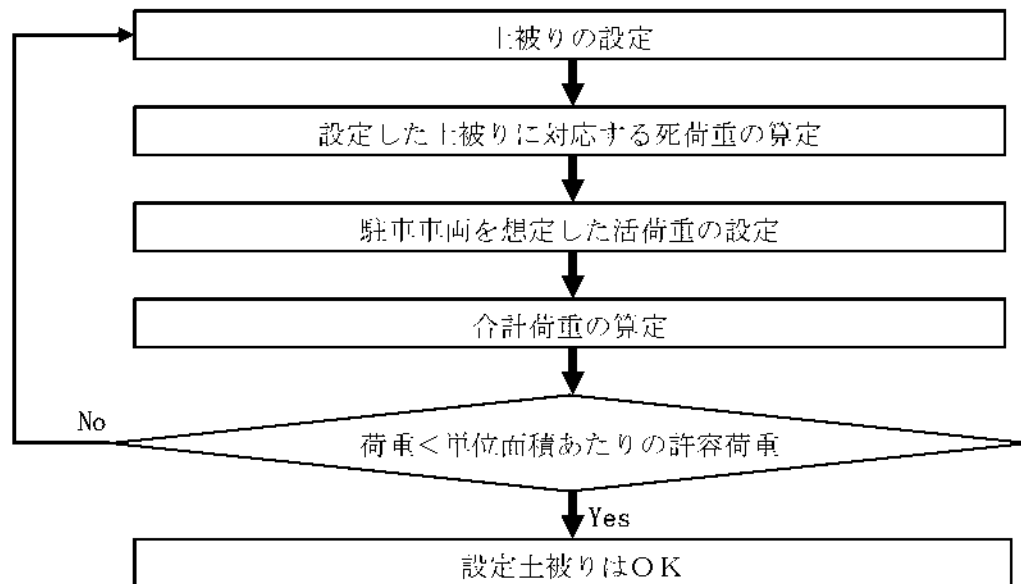 土被りの設定
設定した土被りに対応する死荷重の算定
駐車車両を想定した活荷重の設定
合計荷重の算定
No
荷重＜単位面積あたりの許容荷重
Yes
設定土被りはＯＫ